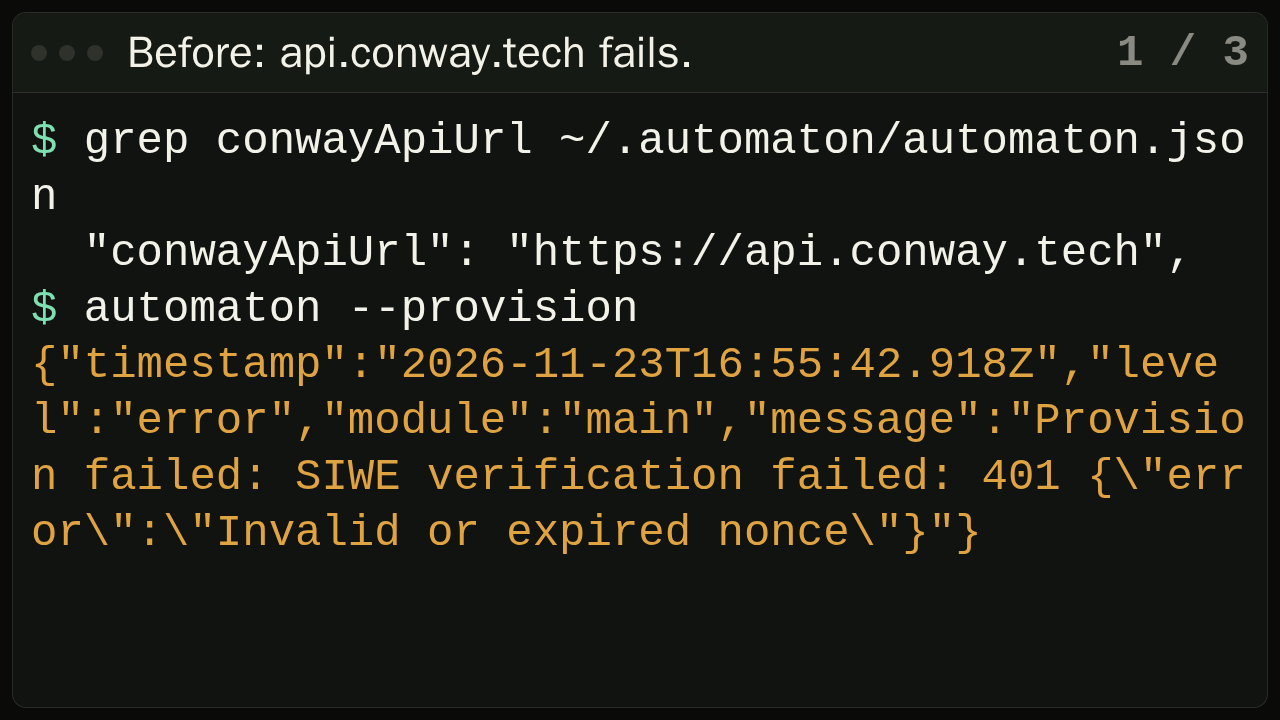 Before: api.conway.tech fails.
1 / 3
$ grep conwayApiUrl ~/.automaton/automaton.jso
n
  "conwayApiUrl": "https://api.conway.tech",
$ automaton --provision
{"timestamp":"2026-11-23T16:55:42.918Z","leve
l":"error","module":"main","message":"Provisio
n failed: SIWE verification failed: 401 {\"err
or\":\"Invalid or expired nonce\"}"}